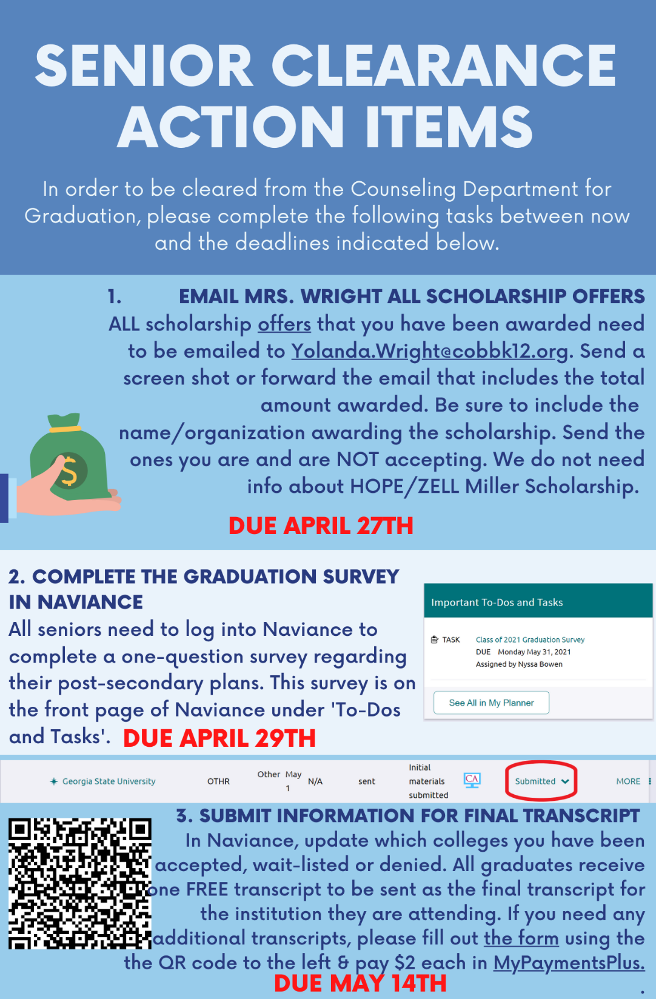 SENIOR CLEARANCE
ACTION ITEMS
In order to be cleared from the Counseling Department for
Graduation, please complete the following tasks between now
and the deadlines indicated below.
1. EMAIL MRS. WRIGHT ALL SCHOLARSHIP OFFERS
ALL scholarship offers that you have been awarded need
to be emailed to Yolanda.Wright@cobbk12.org. Send a
screen shot or forward the email that includes the total
amount awarded. Be sure to include the
name/organization awarding the scholarship. Send the
ones you are and are NOT accepting. We do not need
info about HOPE/ZELL Miller Scholarship.
$
DUE APRIL 27TH
2. COMPLETE THE GRADUATION SURVEY
IN NAVIANCE
All seniors need to log into Naviance to
complete a one-question survey regarding
their post-secondary plans. This survey is on
the front page of Naviance under 'To-Dos
and Tasks'. DUE APRIL 29TH
Important To-Dos and Tasks
TASK Class of 2021 Graduation Survey
DUE Monday May 31, 2021
Assigned by Nyssa Bowen
See All in My Planner
Georgia State University OTHR Other May 1 N/A sent Initial materials submitted CA Submitted MORE
3. SUBMIT INFORMATION FOR FINAL TRANSCRIPT
In Naviance, update which colleges you have been
accepted, wait-listed or denied. All graduates receive
one FREE transcript to be sent as the final transcript for
the institution they are attending. If you need any
additional transcripts, please fill out the form using the
the QR code to the left & pay $2 each in MyPaymentsPlus.
DUE MAY 14TH
.